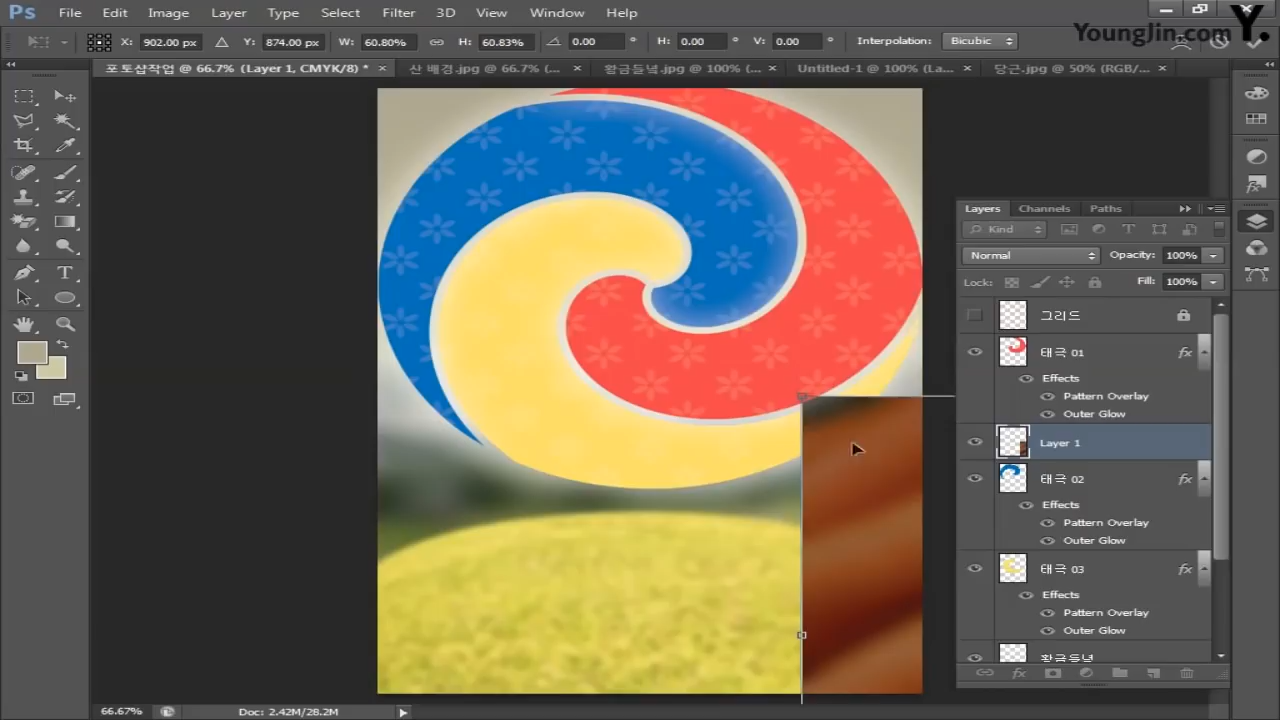 Ps File Edit Image Layer Type Select Filter 3D View Window Help
YoungJin.com Y.
X: 902.00 px Y: 874.00 px W: 60.80% H: 60.83% 0.00 ° H: 0.00 ° V: 0.00 ° Interpolation: Bicubic
포토샵작업 @ 66.7% (Layer 1, CMYK/8) * × 산 배경.jpg @ 66.7% (... × 황금들녘.jpg @ 100% (... × Untitled-1 @ 100% (La... × 당근.jpg @ 50% (RGB/... ×
Layers Channels Paths
Kind
Normal Opacity: 100%
Lock: Fill: 100%
그리드
태극 01 fx
Effects
Pattern Overlay
Outer Glow
Layer 1
태극 02 fx
Effects
Pattern Overlay
Outer Glow
태극 03 fx
Effects
Pattern Overlay
Outer Glow
황금들녘
66.67% Doc: 2.42M/28.2M